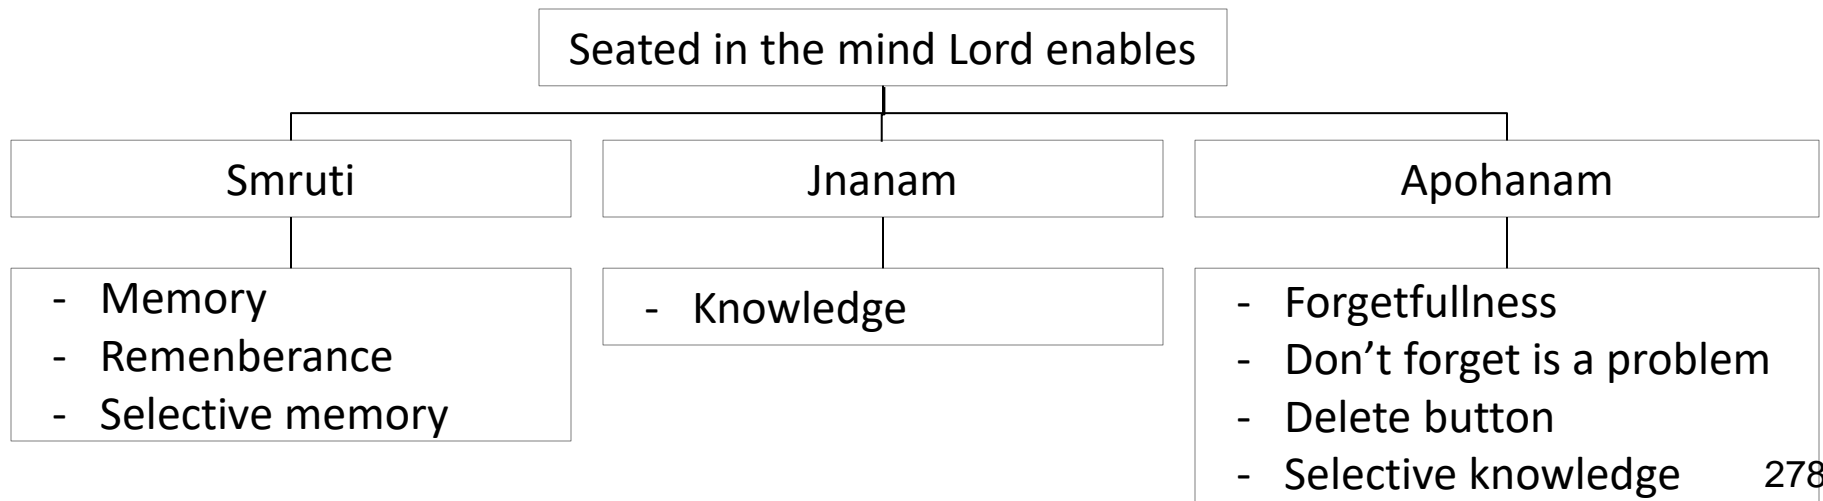 Seated in the mind Lord enables
Smruti
Jnanam
Apohanam
- Memory
- Remenberance
- Selective memory
- Knowledge
- Forgetfullness
- Don’t forget is a problem
- Delete button
- Selective knowledge
278